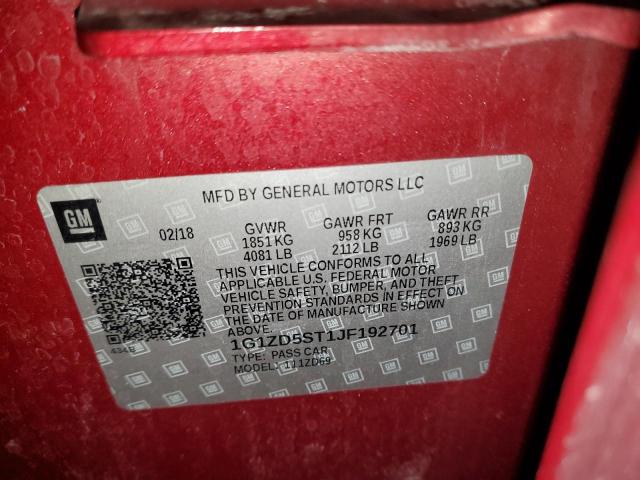 MFD BY GENERAL MOTORS LLC
GM
02/18
GVWR GAWR FRT GAWR RR
1851 KG 958 KG 893 KG
4081 LB 2112 LB 1969 LB
THIS VEHICLE CONFORMS TO ALL
APPLICABLE U.S. FEDERAL MOTOR
VEHICLE SAFETY, BUMPER, AND THEFT
PREVENTION STANDARDS IN EFFECT ON
THE DATE OF MANUFACTURE SHOWN
ABOVE.
1G1ZD5ST1JF192701
TYPE: PASS CAR
MODEL: 111ZD69